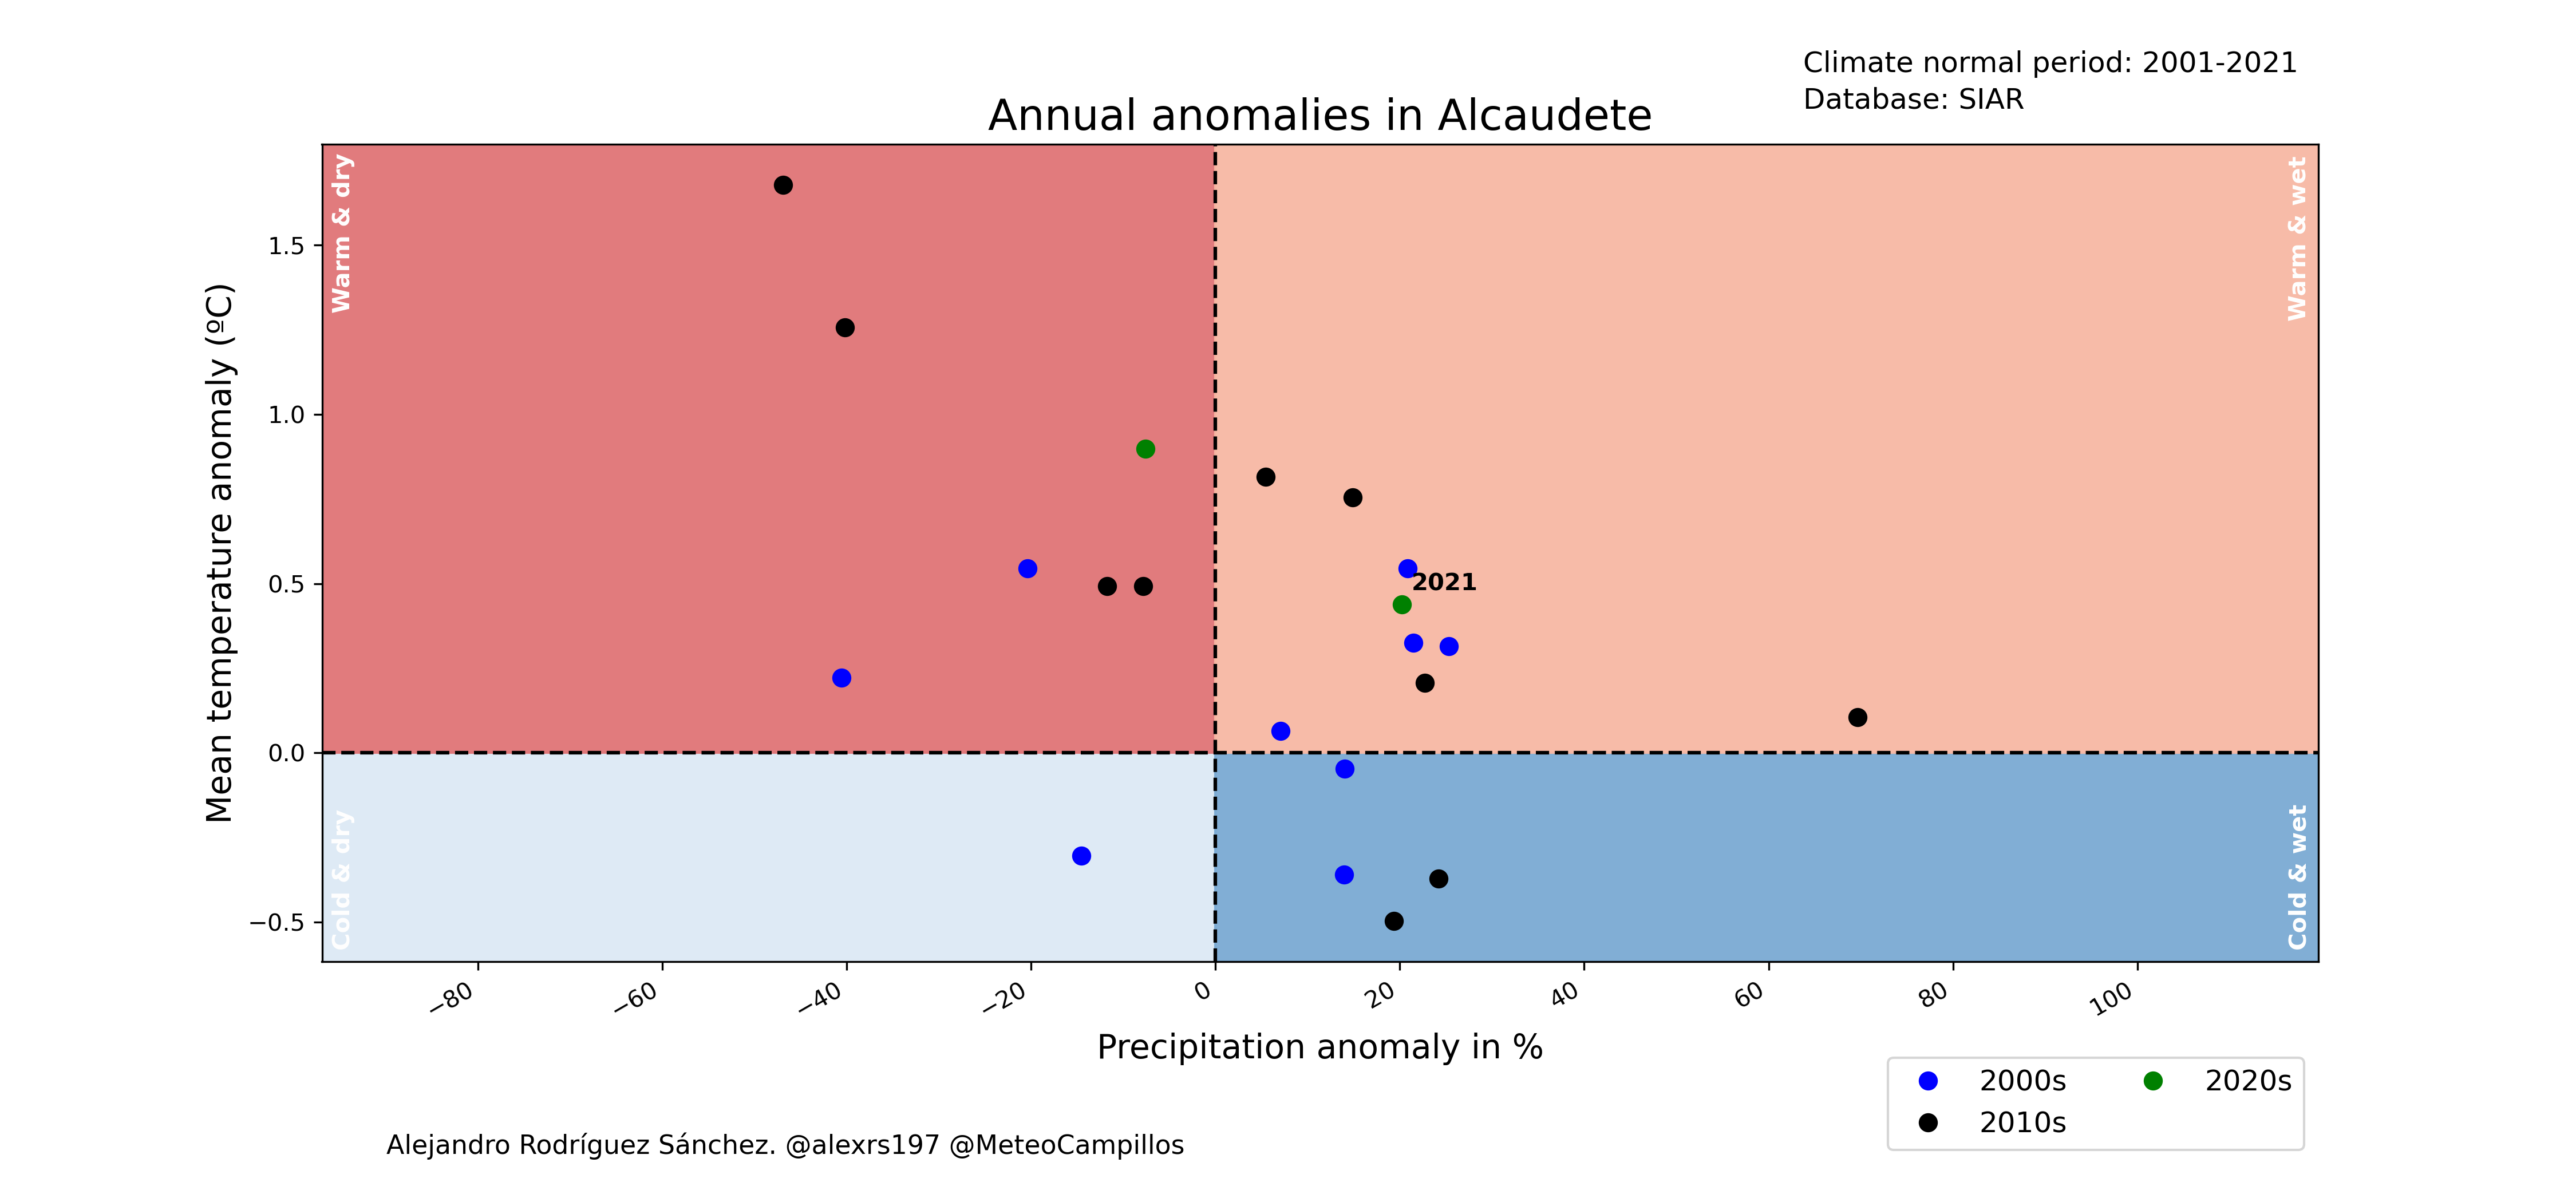 Climate normal period: 2001-2021
Database: SIAR
Annual anomalies in Alcaudete
Warm & dry
Warm & wet
Mean temperature anomaly (ºC)
1.5
1.0
0.5
0.0
−0.5
2021
Cold & dry
Cold & wet
−80
−60
−40
−20
0
20
40
60
80
100
Precipitation anomaly in %
2000s
2020s
2010s
Alejandro Rodríguez Sánchez. @alexrs197 @MeteoCampillos